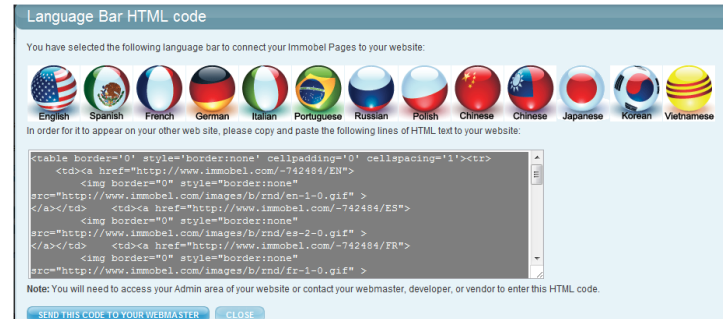 Language Bar HTML code
You have selected the following language bar to connect your Immobel Pages to your website:
English Spanish French German Italian Portuguese Russian Polish Chinese Chinese Japanese Korean Vietnamese
In order for it to appear on your other web site, please copy and paste the following lines of HTML text to your website:
<table border='0' style='border:none' cellpadding='0' cellspacing='1'><tr>
<td><a href="http://www.immobel.com/-742484/EN">
<img border="0" style="border:none"
src="http://www.immobel.com/images/b/rnd/en-1-0.gif" >
</a></td> <td><a href="http://www.immobel.com/-742484/ES">
<img border="0" style="border:none"
src="http://www.immobel.com/images/b/rnd/es-2-0.gif" >
</a></td> <td><a href="http://www.immobel.com/-742484/FR">
<img border="0" style="border:none"
src="http://www.immobel.com/images/b/rnd/fr-1-0.gif" >
Note: You will need to access your Admin area of your website or contact your webmaster, developer, or vendor to enter this HTML code.
SEND THIS CODE TO YOUR WEBMASTER CLOSE